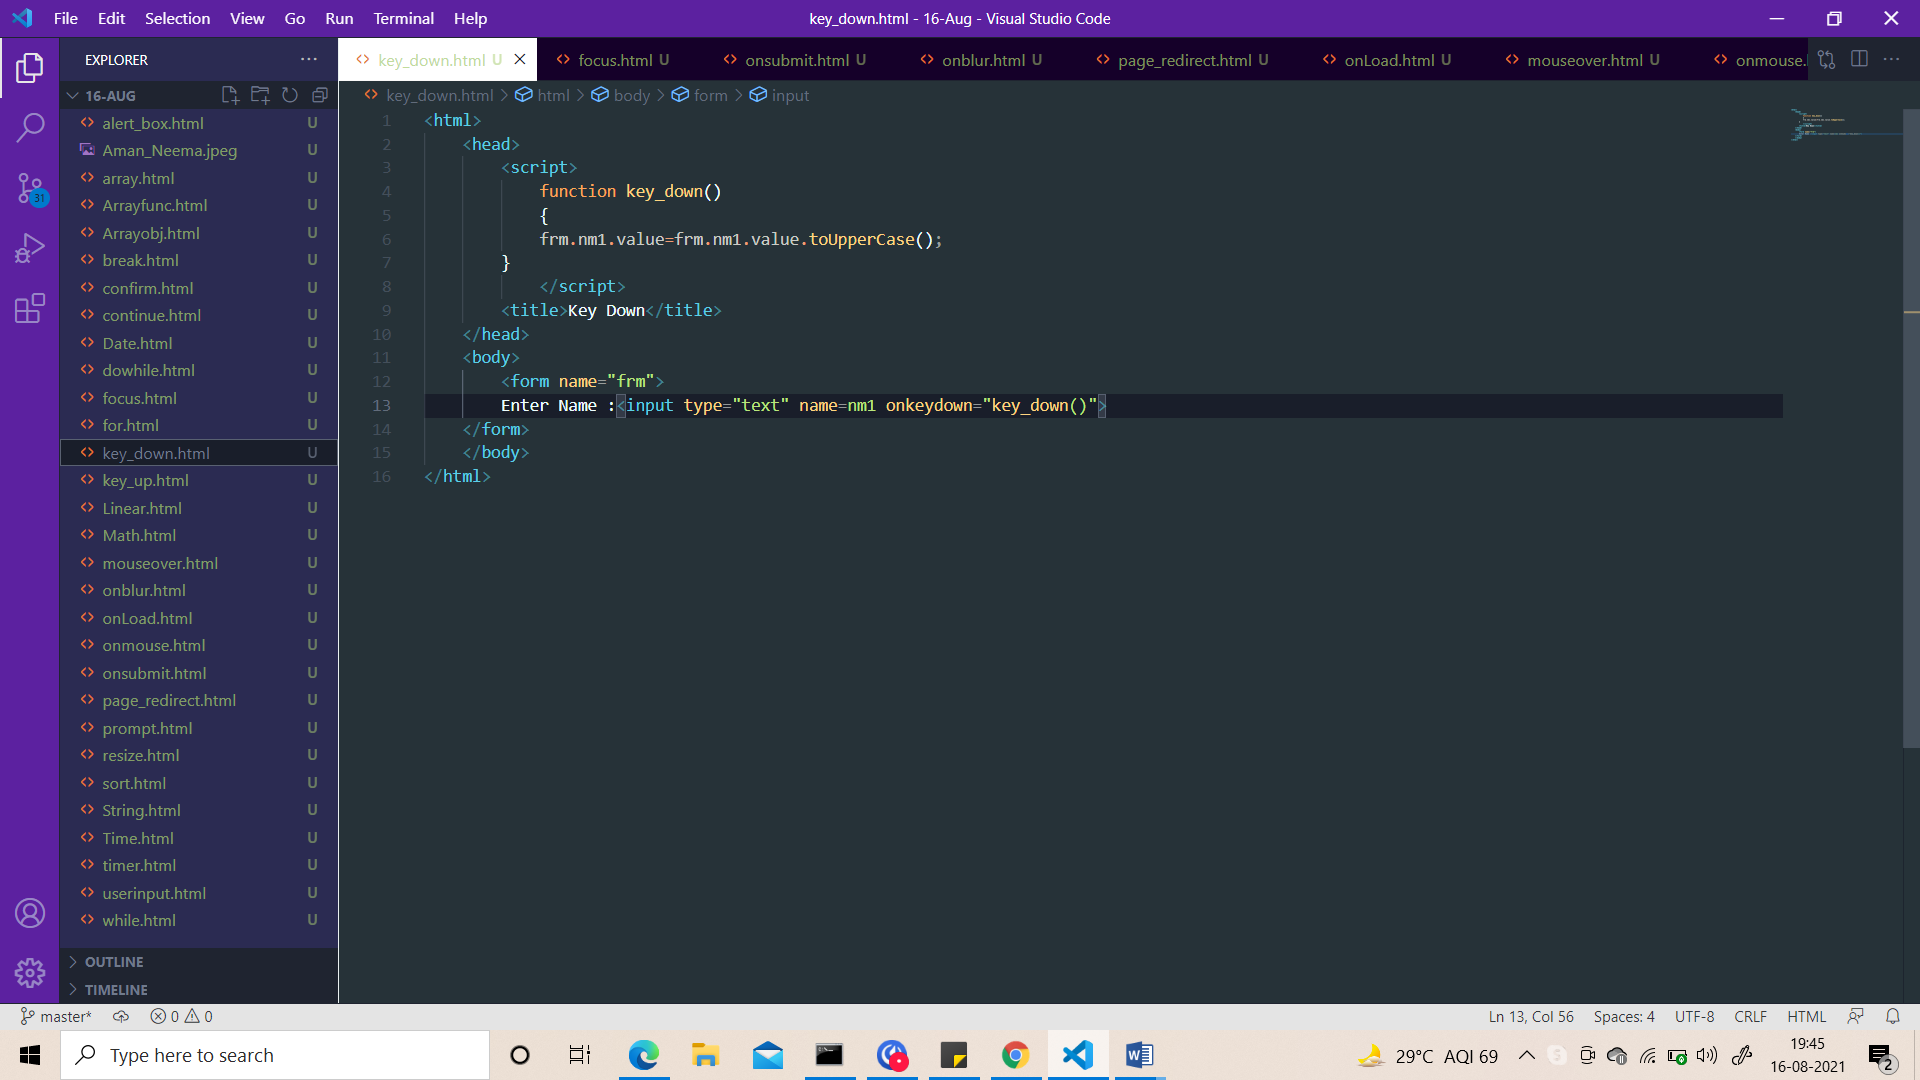 File Edit Selection View Go Run Terminal Help key_down.html - 16-Aug - Visual Studio Code
EXPLORER ···
key_down.html U
focus.html U
onsubmit.html U
onblur.html U
page_redirect.html U
onLoad.html U
mouseover.html U
onmouse.
16-AUG
alert_box.html U
Aman_Neema.jpeg U
array.html U
Arrayfunc.html U
Arrayobj.html U
break.html U
confirm.html U
continue.html U
Date.html U
dowhile.html U
focus.html U
for.html U
key_down.html U
key_up.html U
Linear.html U
Math.html U
mouseover.html U
onblur.html U
onLoad.html U
onmouse.html U
onsubmit.html U
page_redirect.html U
prompt.html U
resize.html U
sort.html U
String.html U
Time.html U
timer.html U
userinput.html U
while.html U
OUTLINE
TIMELINE
31
key_down.html > html > body > form > input
1 <html>
2 <head>
3 <script>
4 function key_down()
5 {
6 frm.nm1.value=frm.nm1.value.toUpperCase();
7 }
8 </script>
9 <title>Key Down</title>
10 </head>
11 <body>
12 <form name="frm">
13 Enter Name :<input type="text" name=nm1 onkeydown="key_down()">
14 </form>
15 </body>
16 </html>
master* 0 0 Ln 13, Col 56 Spaces: 4 UTF-8 CRLF HTML
Type here to search
29°C AQI 69
19:45
16-08-2021
2